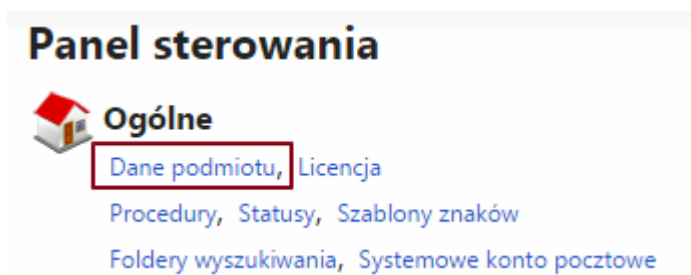 Panel sterowania
Ogólne
Dane podmiotu, Licencja
Procedury, Statusy, Szablony znaków
Foldery wyszukiwania, Systemowe konto pocztowe